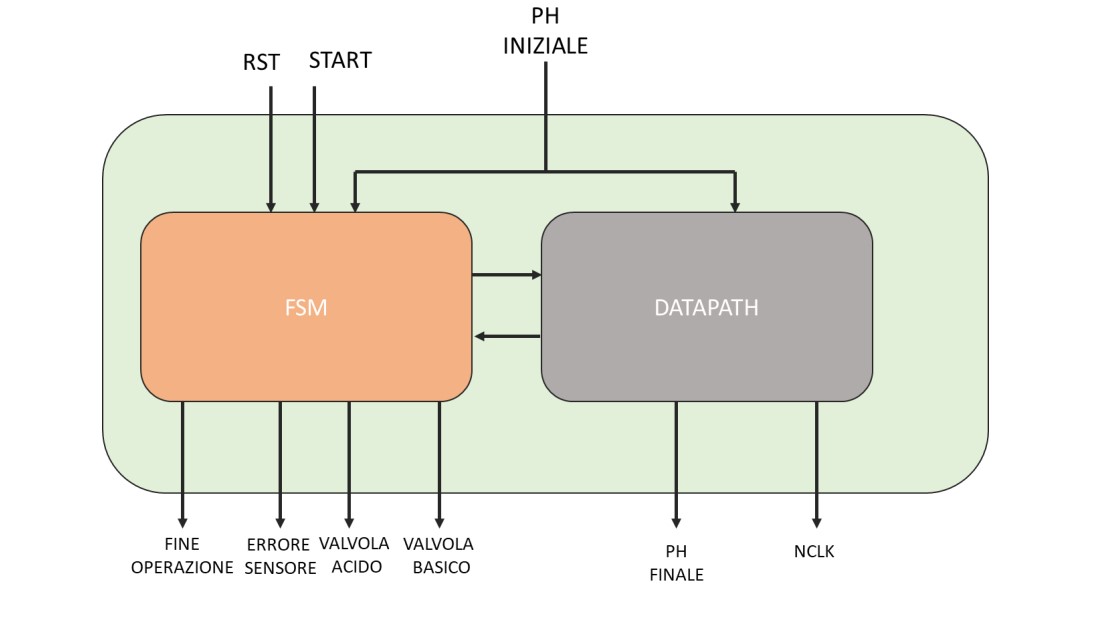 PH
INIZIALE
RST
START
FSM
DATAPATH
FINE
OPERAZIONE
ERRORE
SENSORE
VALVOLA
ACIDO
VALVOLA
BASICO
PH
FINALE
NCLK